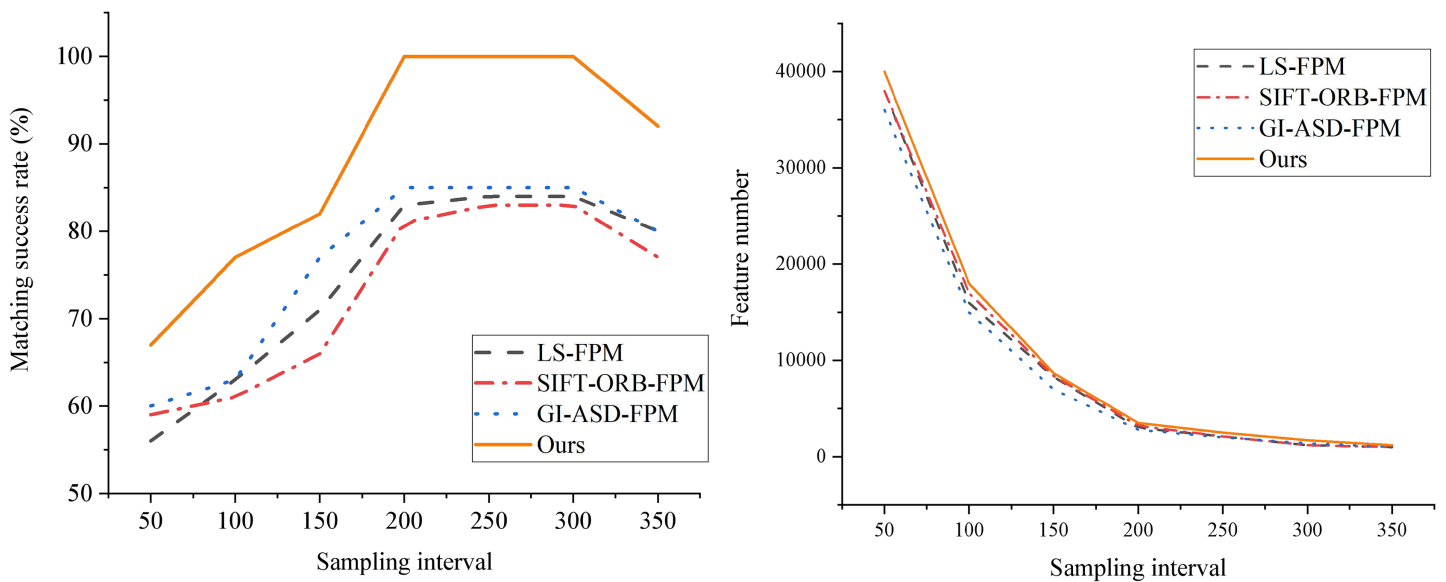 Matching success rate (%)
100
90
80
70
60
50
50 100 150 200 250 300 350
Sampling interval
LS-FPM
SIFT-ORB-FPM
GI-ASD-FPM
Ours
Feature number
40000
30000
20000
10000
0
50 100 150 200 250 300 350
Sampling interval
LS-FPM
SIFT-ORB-FPM
GI-ASD-FPM
Ours